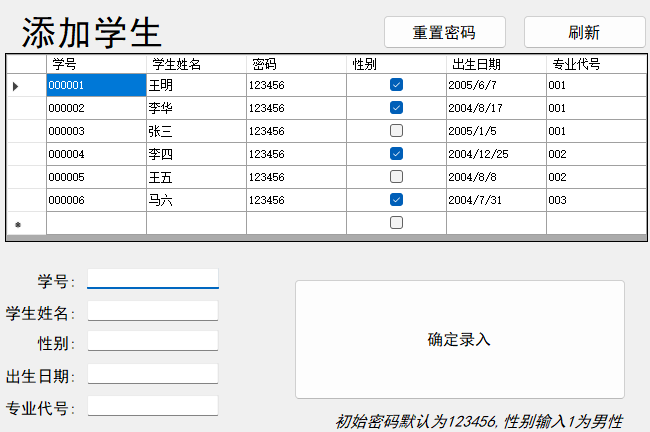 添加学生
重置密码
刷新
学号 学生姓名 密码 性别 出生日期 专业代号
000001 王明 123456 2005/6/7 001
000002 李华 123456 2004/8/17 001
000003 张三 123456 2005/1/5 001
000004 李四 123456 2004/12/25 002
000005 王五 123456 2004/8/8 002
000006 马六 123456 2004/7/31 003
学号:
学生姓名:
性别:
出生日期:
专业代号:
确定录入
初始密码默认为123456,性别输入1为男性